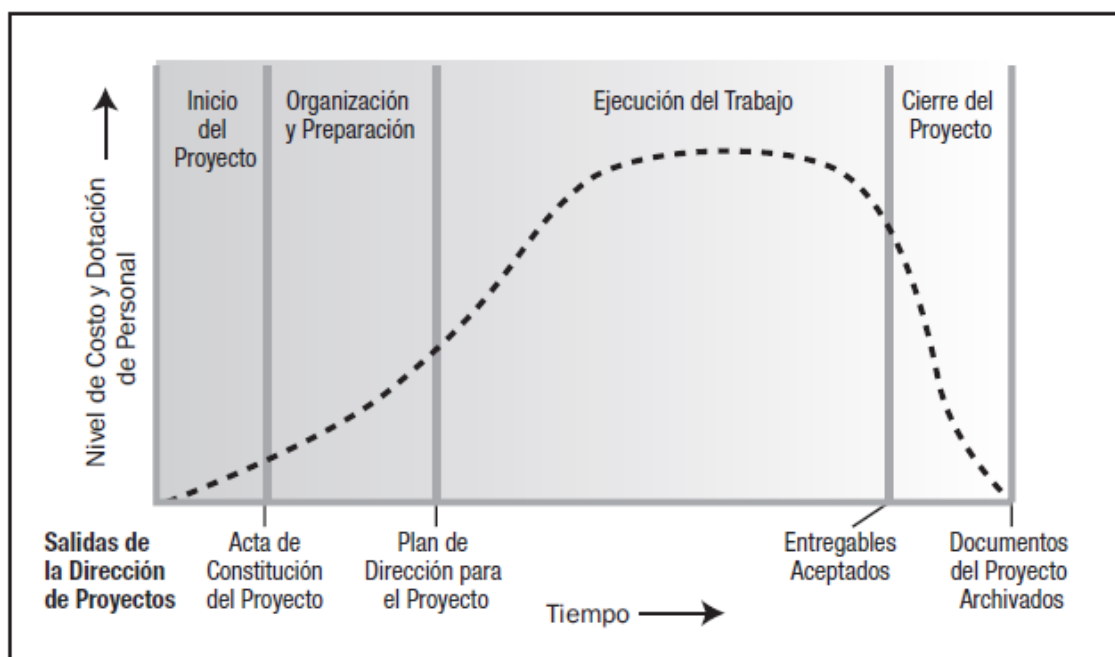 Inicio
del
Proyecto
Organización
y Preparación
Ejecución del Trabajo
Cierre del
Proyecto
Nivel de Costo y Dotación
de Personal
Salidas de
la Dirección
de Proyectos
Acta de
Constitución
del Proyecto
Plan de
Dirección para
el Proyecto
Entregables
Aceptados
Documentos
del Proyecto
Archivados
Tiempo